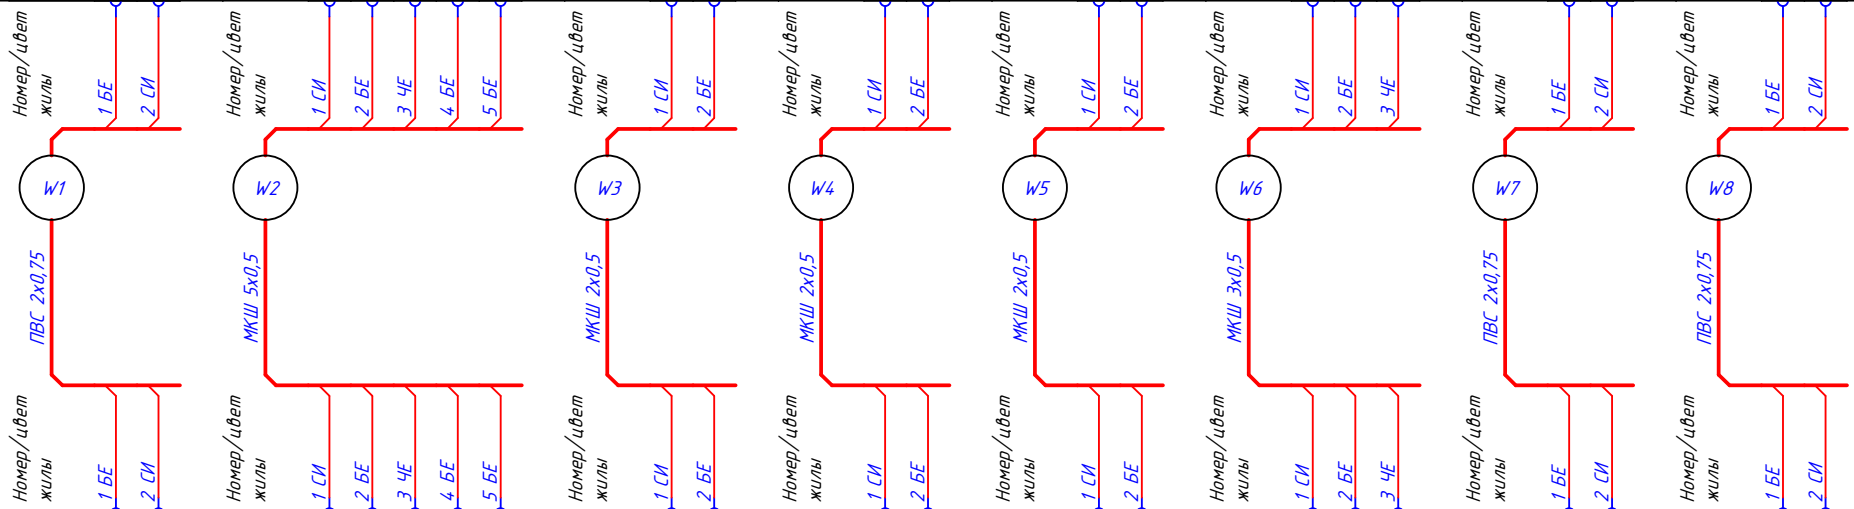 Номер/цвет
жилы
1 БЕ
2 СИ
Номер/цвет
жилы
1 СИ
2 БЕ
3 ЧЕ
4 БЕ
5 БЕ
Номер/цвет
жилы
1 СИ
2 БЕ
Номер/цвет
жилы
1 СИ
2 БЕ
Номер/цвет
жилы
1 СИ
2 БЕ
Номер/цвет
жилы
1 СИ
2 БЕ
3 ЧЕ
Номер/цвет
жилы
1 БЕ
2 СИ
Номер/цвет
жилы
1 БЕ
2 СИ
W1
W2
W3
W4
W5
W6
W7
W8
ПВС 2х0,75
МКШ 5х0,5
МКШ 2х0,5
МКШ 2х0,5
МКШ 2х0,5
МКШ 3х0,5
ПВС 2х0,75
ПВС 2х0,75
Номер/цвет
жилы
1 БЕ
2 СИ
Номер/цвет
жилы
1 СИ
2 БЕ
3 ЧЕ
4 БЕ
5 БЕ
Номер/цвет
жилы
1 СИ
2 БЕ
Номер/цвет
жилы
1 СИ
2 БЕ
Номер/цвет
жилы
1 СИ
2 БЕ
Номер/цвет
жилы
1 СИ
2 БЕ
3 ЧЕ
Номер/цвет
жилы
1 БЕ
2 СИ
Номер/цвет
жилы
1 БЕ
2 СИ